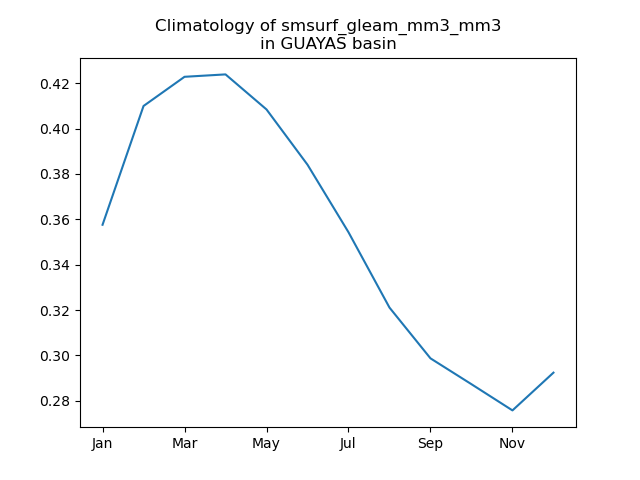 Climatology of smsurf_gleam_mm3_mm3
in GUAYAS basin
0.42
0.40
0.38
0.36
0.34
0.32
0.30
0.28
Jan Mar May Jul Sep Nov